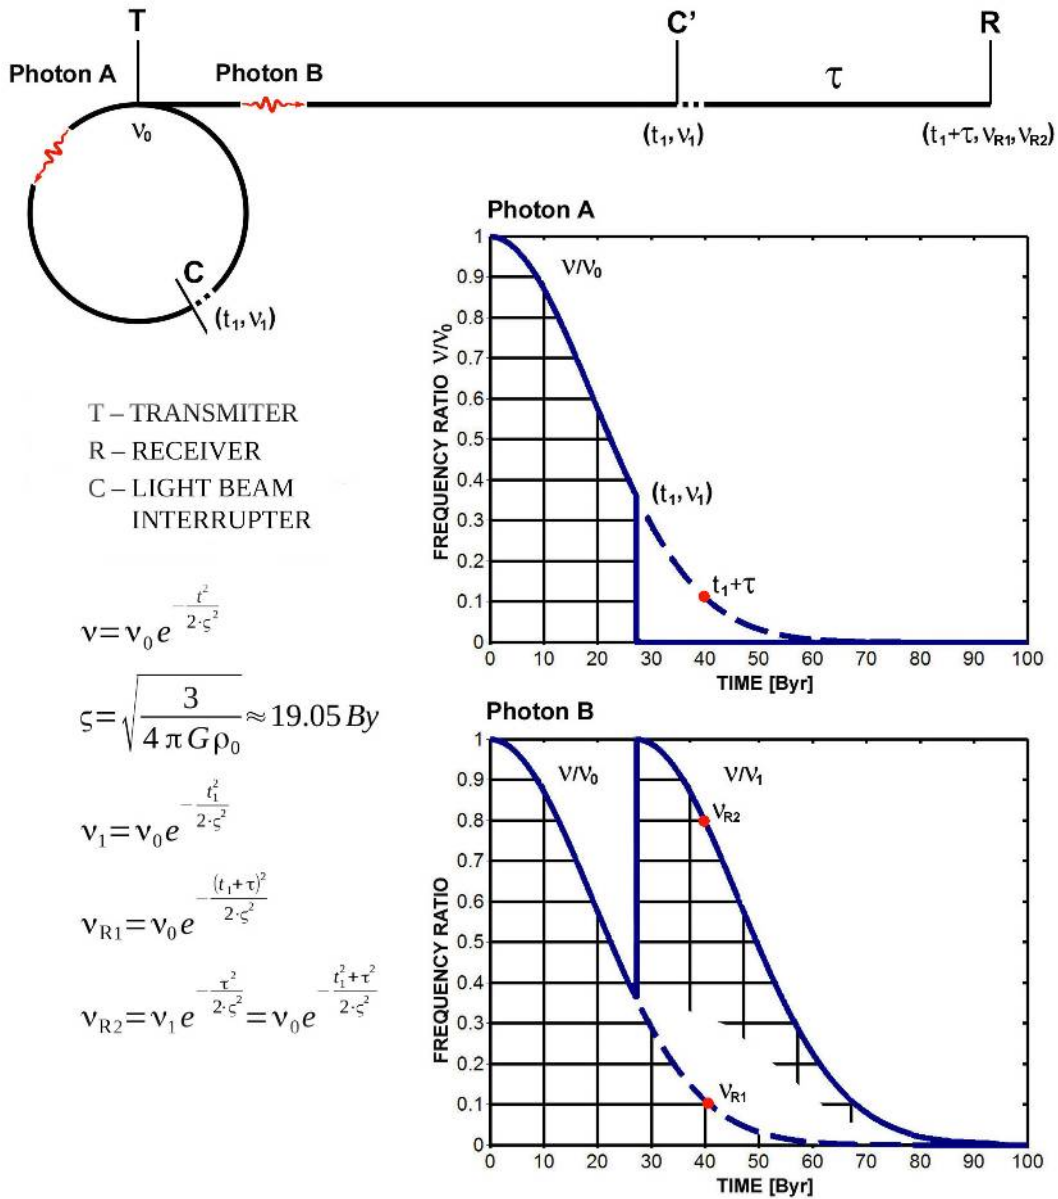 T
C’
R
Photon A
Photon B
τ
ν₀
(t₁, ν₁)
(t₁+τ, νR1, νR2)
C
(t₁, ν₁)
T – TRANSMITER
R – RECEIVER
C – LIGHT BEAM
INTERRUPTER
ν=ν₀e^(-t²/(2·ς²))
ς=√(3/(4πGρ₀))≈19.05 By
ν₁=ν₀e^(-t₁²/(2·ς²))
νR1=ν₀e^(-(t₁+τ)²/(2·ς²))
νR2=ν₁e^(-τ²/(2·ς²))=ν₀e^(-(t₁²+τ²)/(2·ς²))
Photon A
FREQUENCY RATIO ν/ν₀
1
0.9
0.8
0.7
0.6
0.5
0.4
0.3
0.2
0.1
0
ν/ν₀
(t₁, ν₁)
t₁+τ
0 10 20 30 40 50 60 70 80 90 100
TIME [Byr]
Photon B
FREQUENCY RATIO
1
0.9
0.8
0.7
0.6
0.5
0.4
0.3
0.2
0.1
0
ν/ν₀
ν/ν₁
νR2
νR1
0 10 20 30 40 50 60 70 80 90 100
TIME [Byr]